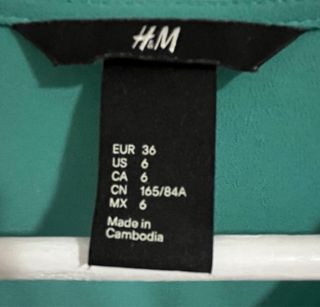 H&M
EUR 36
US 6
CA 6
CN 165/84A
MX 6
Made in
Cambodia